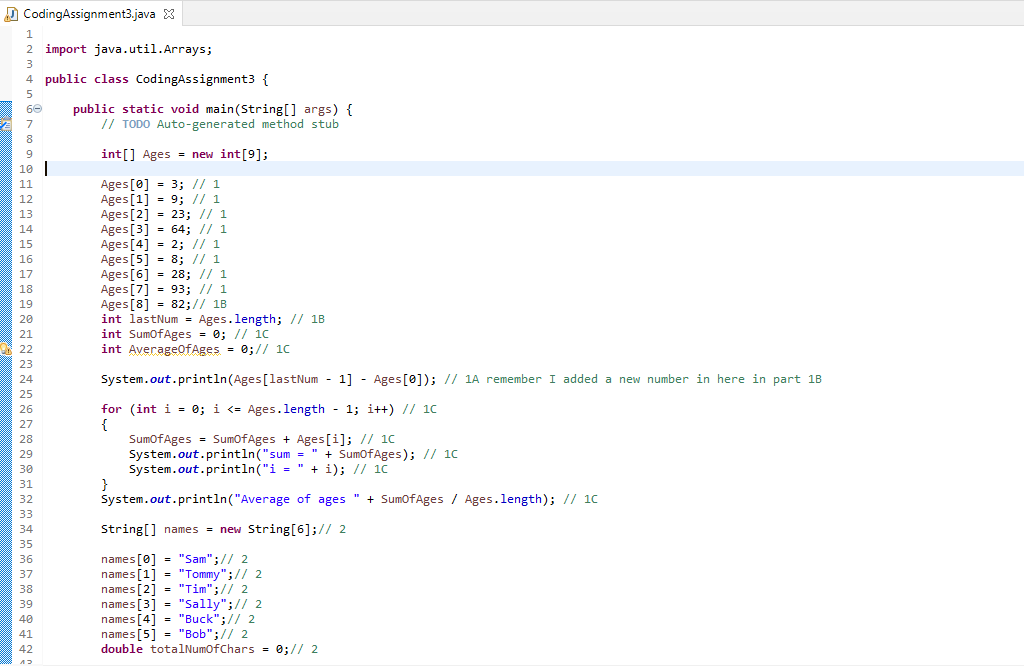 CodingAssignment3.java
1
2 import java.util.Arrays;
3
4 public class CodingAssignment3 {
5
6 public static void main(String[] args) {
7 // TODO Auto-generated method stub
8
9 int[] Ages = new int[9];
10
11 Ages[0] = 3; // 1
12 Ages[1] = 9; // 1
13 Ages[2] = 23; // 1
14 Ages[3] = 64; // 1
15 Ages[4] = 2; // 1
16 Ages[5] = 8; // 1
17 Ages[6] = 28; // 1
18 Ages[7] = 93; // 1
19 Ages[8] = 82;// 1B
20 int lastNum = Ages.length; // 1B
21 int SumOfAges = 0; // 1C
22 int AverageOfAges = 0;// 1C
23
24 System.out.println(Ages[lastNum - 1] - Ages[0]); // 1A remember I added a new number in here in part 1B
25
26 for (int i = 0; i <= Ages.length - 1; i++) // 1C
27 {
28 SumOfAges = SumOfAges + Ages[i]; // 1C
29 System.out.println("sum = " + SumOfAges); // 1C
30 System.out.println("i = " + i); // 1C
31 }
32 System.out.println("Average of ages " + SumOfAges / Ages.length); // 1C
33
34 String[] names = new String[6];// 2
35
36 names[0] = "Sam";// 2
37 names[1] = "Tommy";// 2
38 names[2] = "Tim";// 2
39 names[3] = "Sally";// 2
40 names[4] = "Buck";// 2
41 names[5] = "Bob";// 2
42 double totalNumOfChars = 0;// 2